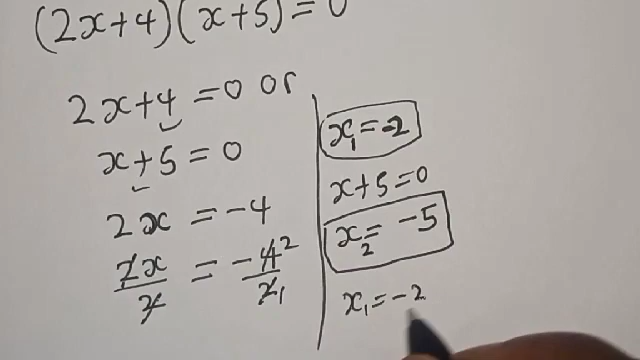 (2x+4)(x+5)=0
2x+4=0 or
x+5=0
2x=-4
2x/2 = -4²/2₁
x₁=-2
x+5=0
x₂=-5
x₁=-2